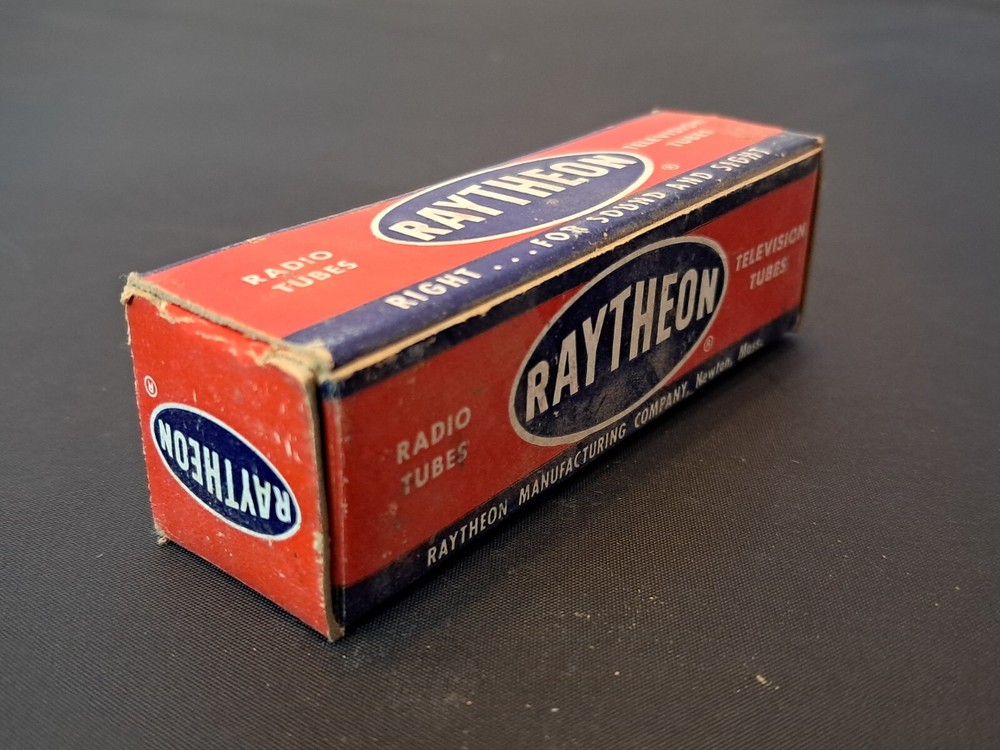 RADIO
TUBES
RAYTHEON
®
TELEVISION
TUBES
RIGHT . . . FOR SOUND AND SIGHT
RADIO
TUBES
RAYTHEON
®
TELEVISION
TUBES
RAYTHEON MANUFACTURING COMPANY, Newton, Mass.
®
RAYTHEON